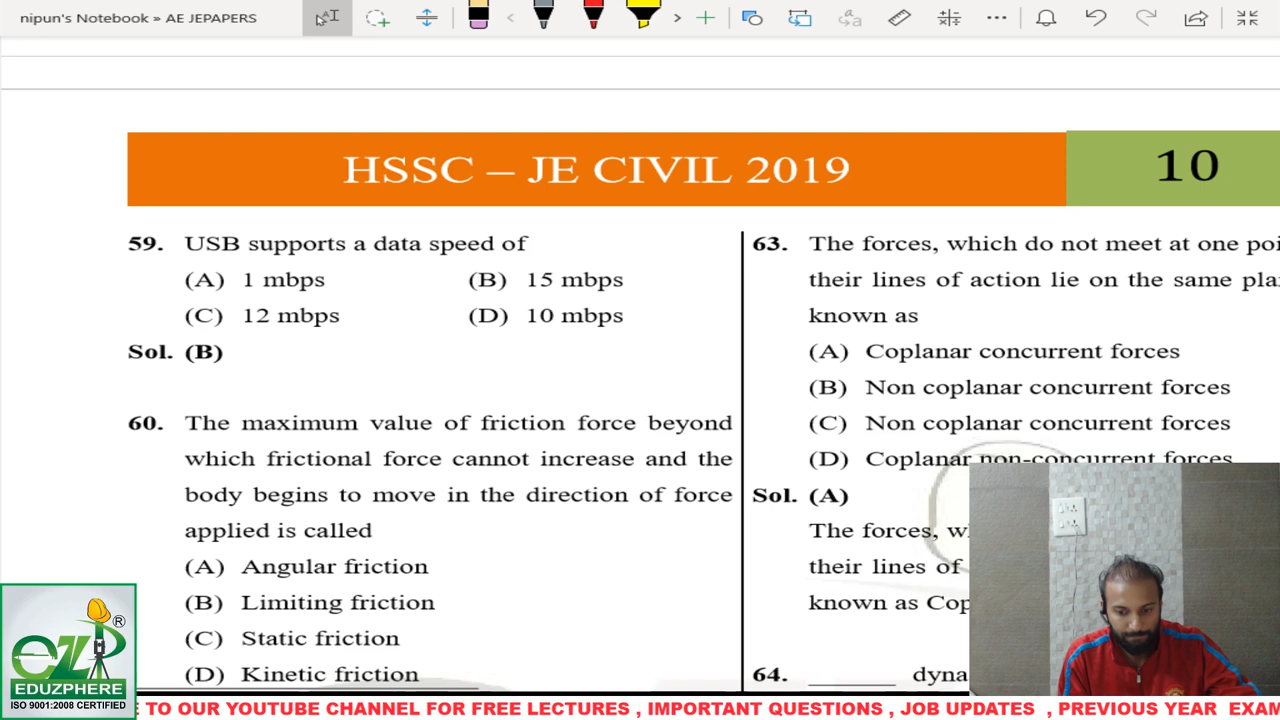 nipun's Notebook » AE JEPAPERS
HSSC – JE CIVIL 2019
10
59. USB supports a data speed of
(A) 1 mbps (B) 15 mbps
(C) 12 mbps (D) 10 mbps
Sol. (B)
60. The maximum value of friction force beyond
which frictional force cannot increase and the
body begins to move in the direction of force
applied is called
(A) Angular friction
(B) Limiting friction
(C) Static friction
(D) Kinetic friction
63. The forces, which do not meet at one
their lines of action lie on the same
known as
(A) Coplanar concurrent forces
(B) Non coplanar concurrent forces
(C) Non coplanar concurrent forces
(D) Coplanar non-concurrent forces
Sol. (A)
The forces,
their lines of
known as
64. ______
EZP ®
EDUZPHERE
ISO 9001:2008 CERTIFIED
TO OUR YOUTUBE CHANNEL FOR FREE LECTURES , IMPORTANT QUESTIONS , JOB UPDATES , PREVIOUS YEAR EXAM